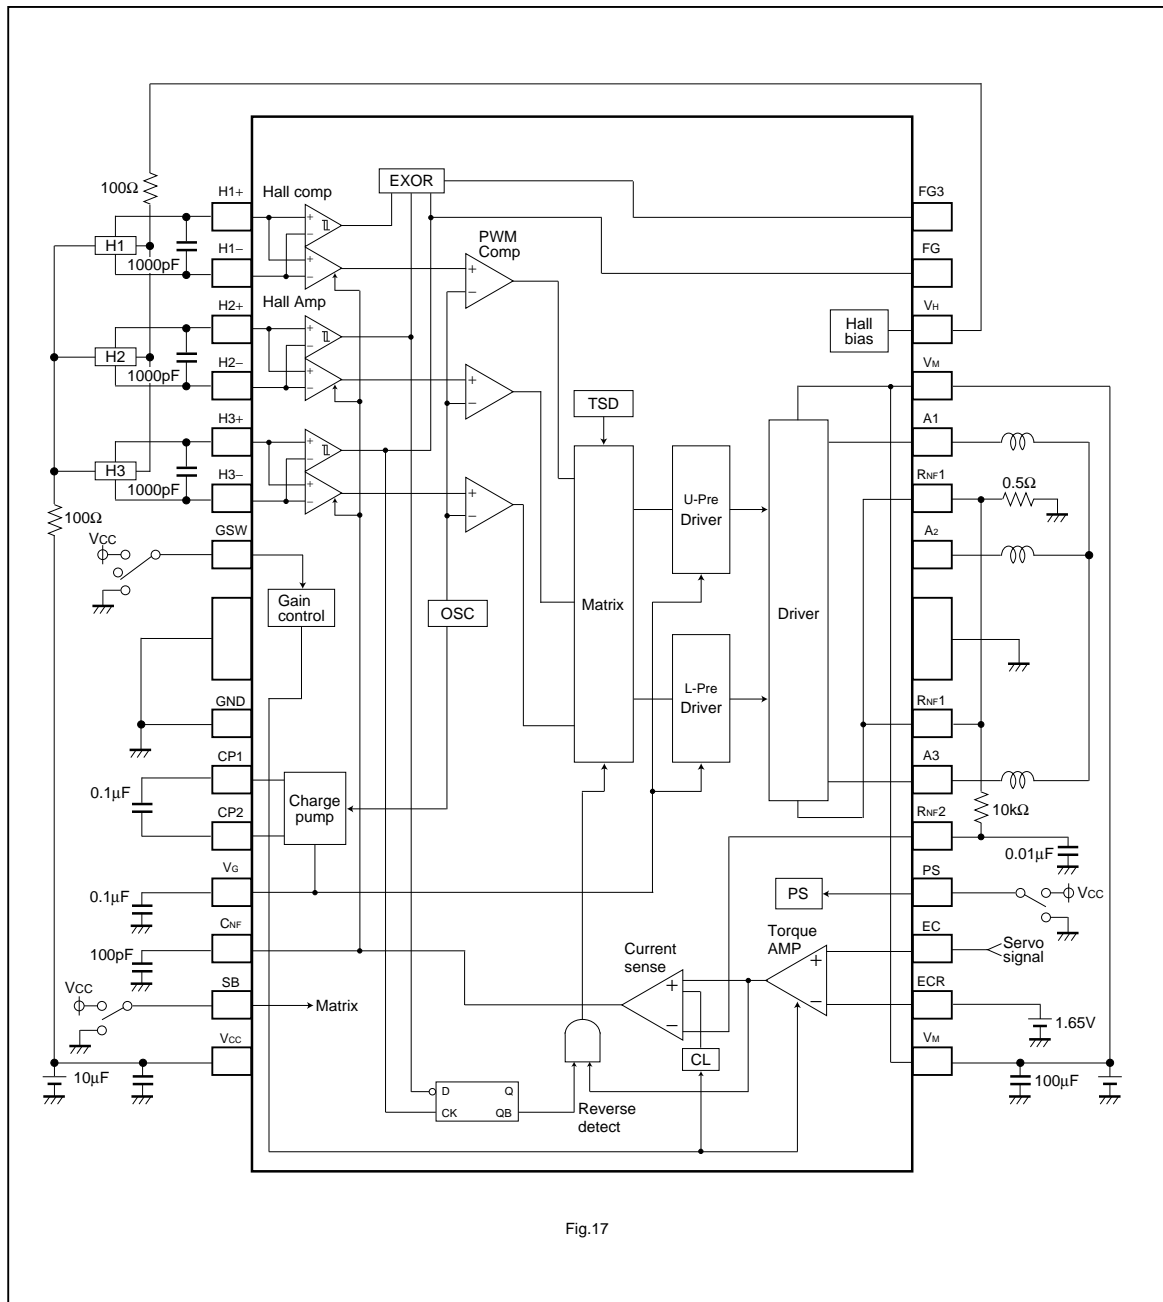 EXOR
100Ω
H1+
Hall comp
FG3
H1
1000pF
H1−
PWM
Comp
FG
H2+
Hall Amp
VH
Hall
bias
H2
1000pF
H2−
VM
TSD
H3+
A1
H3
1000pF
H3−
RNF1
0.5Ω
U-Pre
Driver
100Ω
GSW
A2
VCC
Gain
control
OSC
Matrix
Driver
GND
L-Pre
Driver
RNF1
CP1
A3
0.1μF
Charge
pump
CP2
10kΩ
RNF2
0.01μF
VG
PS
0.1μF
PS
VCC
CNF
Torque
AMP
EC
100pF
Current
sense
Servo
signal
VCC
SB
Matrix
ECR
1.65V
VCC
CL
VM
10μF
100μF
D
Q
CK
QB
Reverse
detect
+
−
+
−
+
−
+
−
+
−
+
−
+
−
+
−
+
−
+
−
+
−
Fig.17